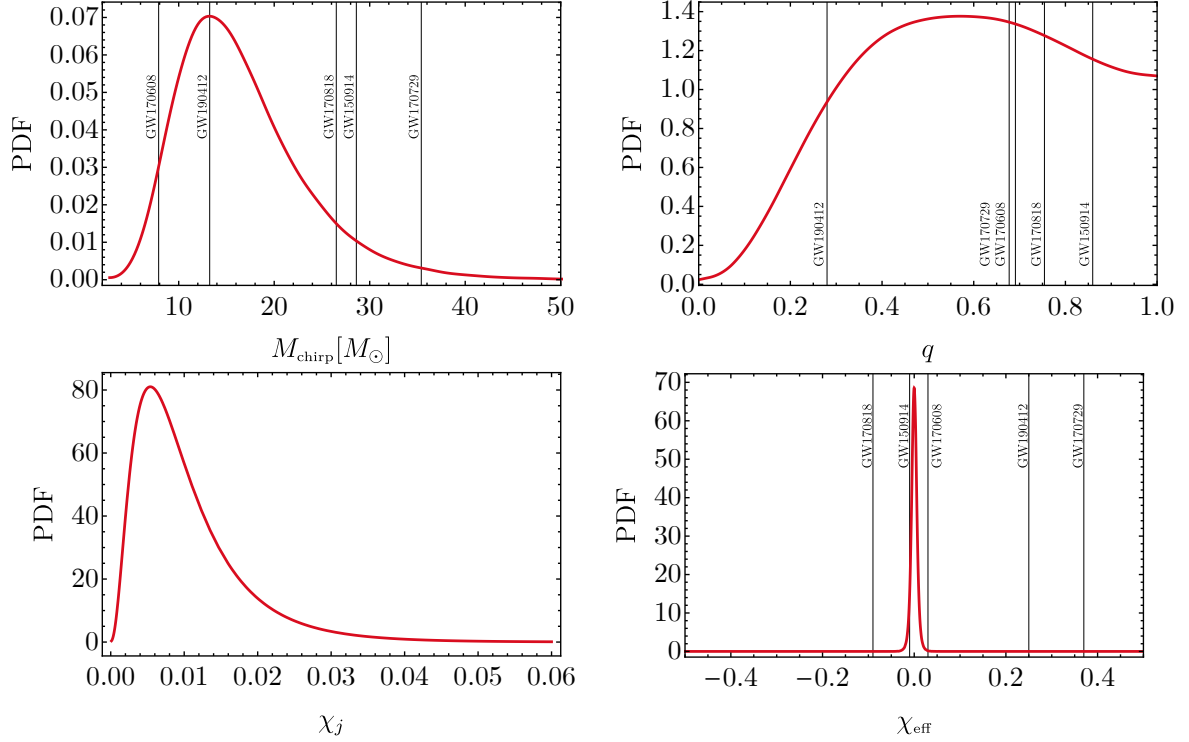 PDF
0.07
0.06
0.05
0.04
0.03
0.02
0.01
0.00
GW170608
GW190412
GW170818
GW150914
GW170729
10
20
30
40
50
M_chirp [M_⊙]
PDF
1.4
1.2
1.0
0.8
0.6
0.4
0.2
0.0
GW190412
GW170729
GW170608
GW170818
GW150914
0.0
0.2
0.4
0.6
0.8
1.0
q
PDF
80
60
40
20
0
0.00
0.01
0.02
0.03
0.04
0.05
0.06
χ_j
PDF
70
60
50
40
30
20
10
0
GW170818
GW150914
GW170608
GW190412
GW170729
−0.4
−0.2
0.0
0.2
0.4
χ_eff